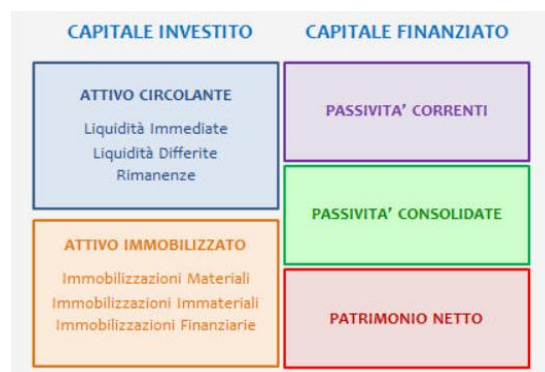 CAPITALE INVESTITO
ATTIVO CIRCOLANTE
Liquidità Immediate
Liquidità Differite
Rimanenze
ATTIVO IMMOBILIZZATO
Immobilizzazioni Materiali
Immobilizzazioni Immateriali
Immobilizzazioni Finanziarie
CAPITALE FINANZIATO
PASSIVITA' CORRENTI
PASSIVITA' CONSOLIDATE
PATRIMONIO NETTO